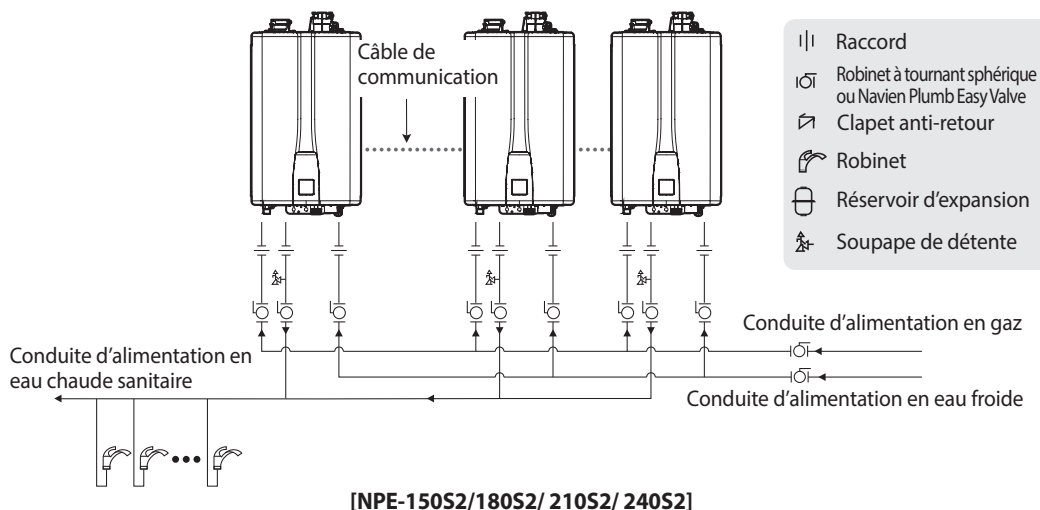 Câble de
communication
Raccord
Robinet à tournant sphérique
ou Navien Plumb Easy Valve
Clapet anti-retour
Robinet
Réservoir d’expansion
Soupape de détente
Conduite d’alimentation en gaz
Conduite d’alimentation en
eau chaude sanitaire
Conduite d’alimentation en eau froide
[NPE-150S2/180S2/ 210S2/ 240S2]